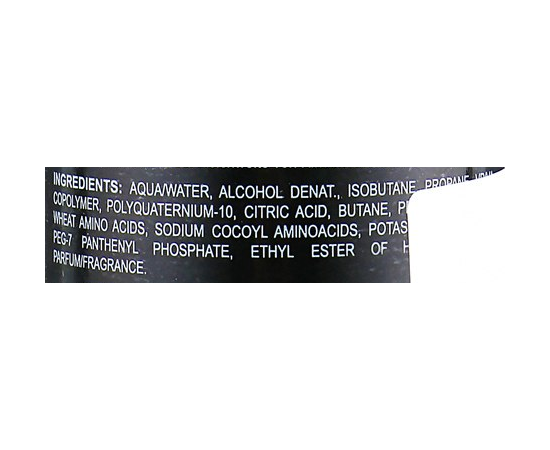 INGREDIENTS: AQUA/WATER, ALCOHOL DENAT., ISOBUTANE, PROPANE,
COPOLYMER, POLYQUATERNIUM-10, CITRIC ACID, BUTANE,
WHEAT AMINO ACIDS, SODIUM COCOYL AMINOACIDS,
PEG-7 PANTHENYL PHOSPHATE, ETHYL ESTER OF
PARFUM/FRAGRANCE.